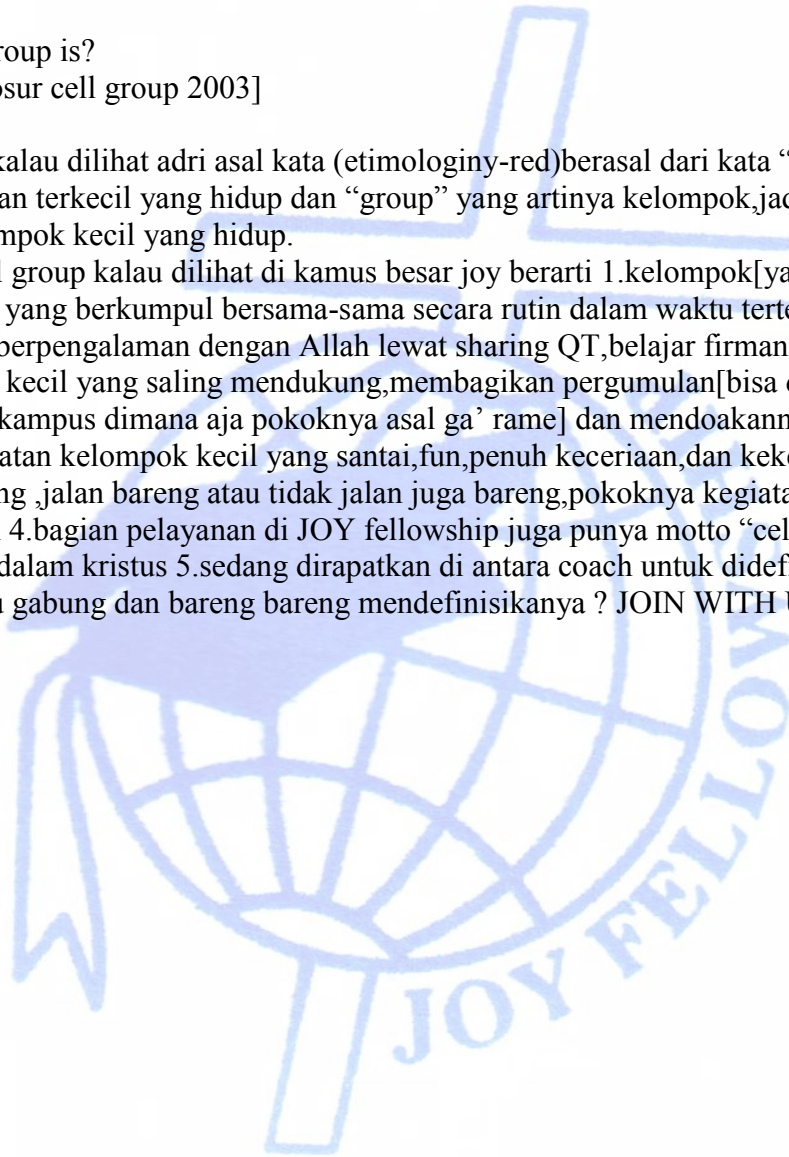 roup is?
osur cell group 2003]
kalau dilihat adri asal kata (etimologiny-red)berasal dari kata “
an terkecil yang hidup dan “group” yang artinya kelompok,jad
mpok kecil yang hidup.
l group kalau dilihat di kamus besar joy berarti 1.kelompok[ya
yang berkumpul bersama-sama secara rutin dalam waktu terte
berpengalaman dengan Allah lewat sharing QT,belajar firman
kecil yang saling mendukung,membagikan pergumulan[bisa
kampus dimana aja pokoknya asal ga’ rame] dan mendoakann
atan kelompok kecil yang santai,fun,penuh keceriaan,dan keke
ng ,jalan bareng atau tidak jalan juga bareng,pokoknya kegiata
4.bagian pelayanan di JOY fellowship juga punya motto “cel
dalam kristus 5.sedang dirapatkan di antara coach untuk didef
u gabung dan bareng bareng mendefinisikanya ? JOIN WITH U
JOY FELLOWSH